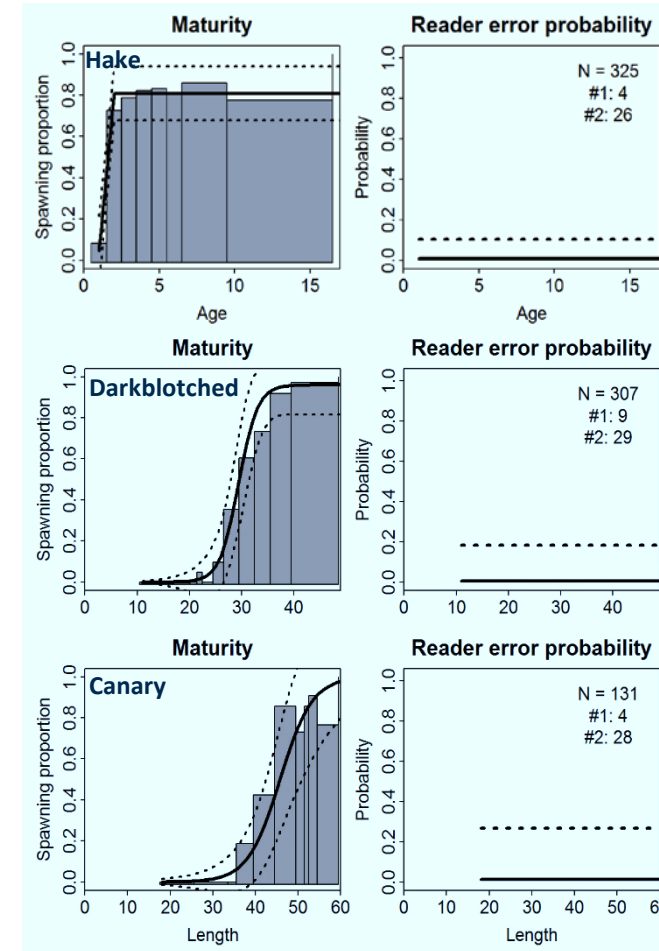 Maturity
Reader error probability
Hake
Spawning proportion
0.0 0.2 0.4 0.6 0.8 1.0
0 5 10 15
Age
Probability
0.0 0.2 0.4 0.6 0.8 1.0
N = 325
#1: 4
#2: 26
0 5 10 15
Age
Maturity
Reader error probability
Darkblotched
Spawning proportion
0.0 0.2 0.4 0.6 0.8 1.0
0 10 20 30 40
Probability
0.0 0.2 0.4 0.6 0.8 1.0
N = 307
#1: 9
#2: 29
0 10 20 30 40
Maturity
Reader error probability
Canary
Spawning proportion
0.0 0.2 0.4 0.6 0.8 1.0
0 10 20 30 40 50 60
Length
Probability
0.0 0.2 0.4 0.6 0.8 1.0
N = 131
#1: 4
#2: 28
0 10 20 30 40 50
Length